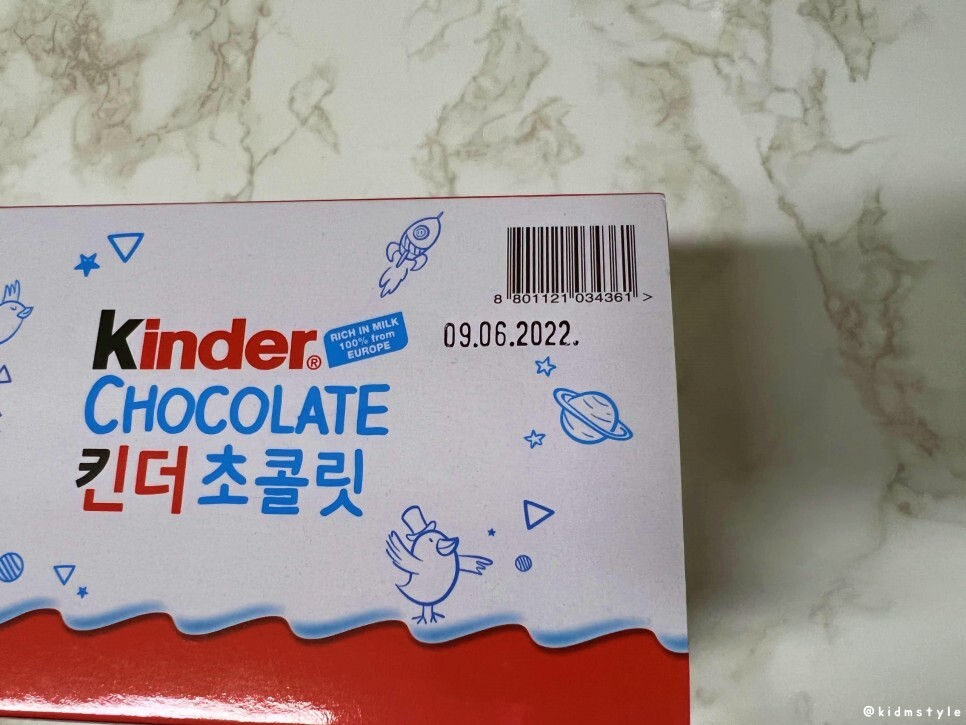 8 801121 034361 >
Kinder®
RICH IN MILK
100% from
EUROPE
09.06.2022.
CHOCOLATE
킨더 초콜릿
@kidmstyle